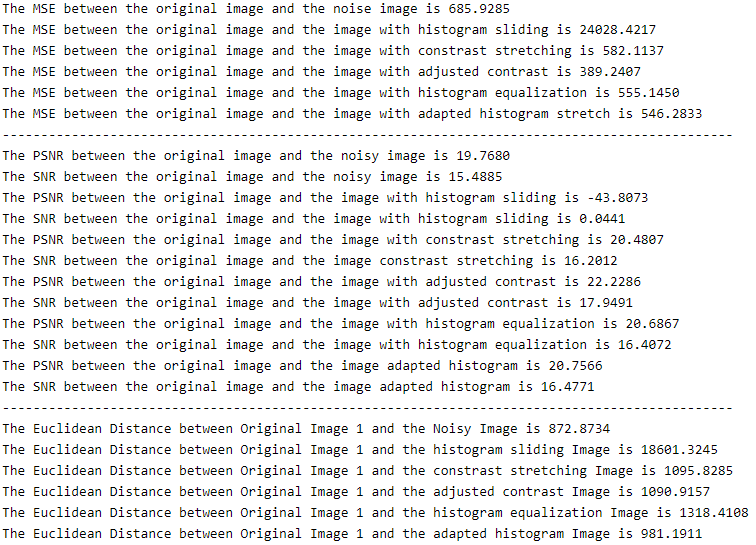 The MSE between the original image and the noise image is 685.9285
The MSE between the original image and the image with histogram sliding is 24028.4217
The MSE between the original image and the image with constrast stretching is 582.1137
The MSE between the original image and the image with adjusted contrast is 389.2407
The MSE between the original image and the image with histogram equalization is 555.1450
The MSE between the original image and the image with adapted histogram stretch is 546.2833
-----------------------------------------------------------------------------------------------
The PSNR between the original image and the noisy image is 19.7680
The SNR between the original image and the noisy image is 15.4885
The PSNR between the original image and the image with histogram sliding is -43.8073
The SNR between the original image and the image with histogram sliding is 0.0441
The PSNR between the original image and the image with constrast stretching is 20.4807
The SNR between the original image and the image constrast stretching is 16.2012
The PSNR between the original image and the image with adjusted contrast is 22.2286
The SNR between the original image and the image with adjusted contrast is 17.9491
The PSNR between the original image and the image with histogram equalization is 20.6867
The SNR between the original image and the image with histogram equalization is 16.4072
The PSNR between the original image and the image adapted histogram is 20.7566
The SNR between the original image and the image adapted histogram is 16.4771
-----------------------------------------------------------------------------------------------
The Euclidean Distance between Original Image 1 and the Noisy Image is 872.8734
The Euclidean Distance between Original Image 1 and the histogram sliding Image is 18601.3245
The Euclidean Distance between Original Image 1 and the constrast stretching Image is 1095.8285
The Euclidean Distance between Original Image 1 and the adjusted contrast Image is 1090.9157
The Euclidean Distance between Original Image 1 and the histogram equalization Image is 1318.4108
The Euclidean Distance between Original Image 1 and the adapted histogram Image is 981.1911